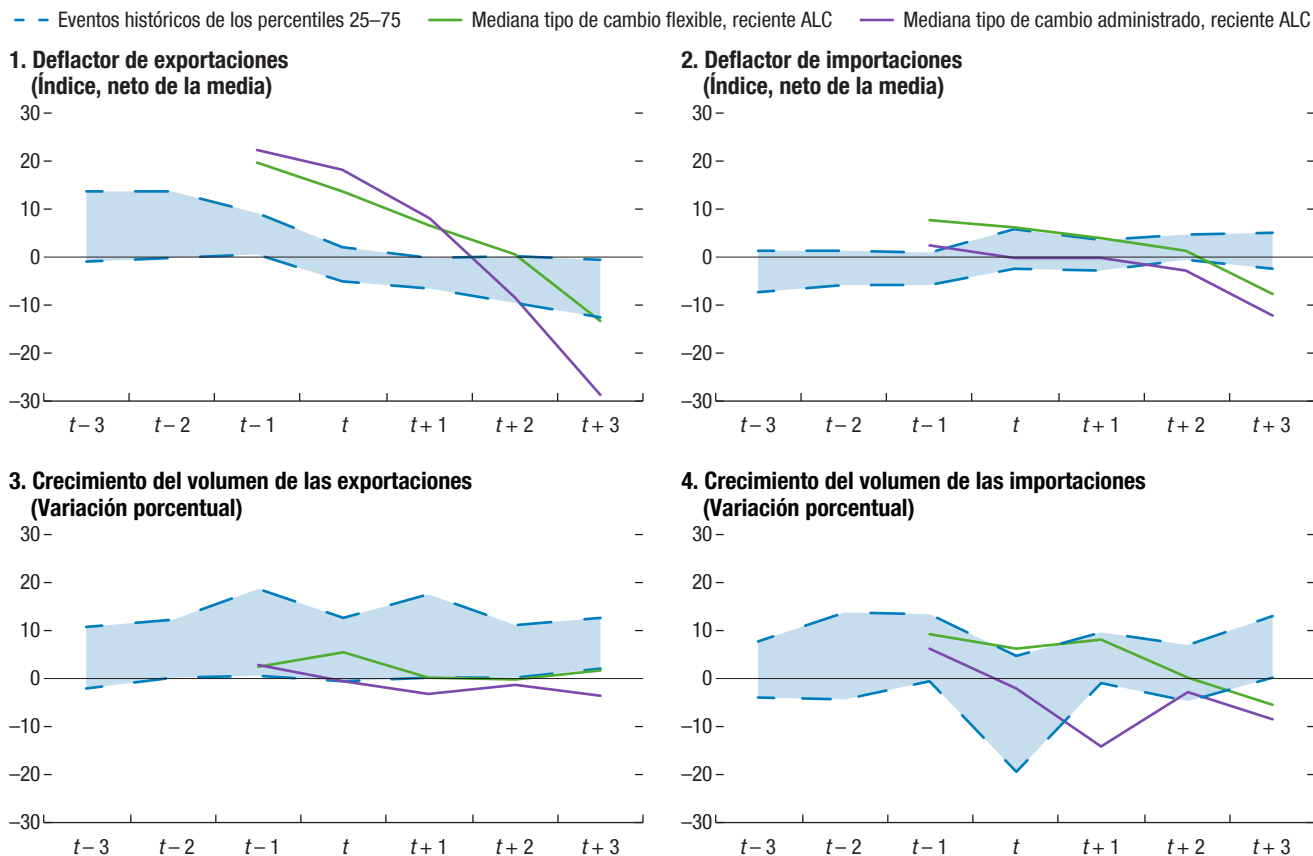 Eventos históricos de los percentiles 25–75 Mediana tipo de cambio flexible, reciente ALC Mediana tipo de cambio administrado, reciente ALC
1. Deflactor de exportaciones
(Índice, neto de la media)
30
20
10
0
–10
–20
–30
t – 3 t – 2 t – 1 t t + 1 t + 2 t + 3
2. Deflactor de importaciones
(Índice, neto de la media)
30
20
10
0
–10
–20
–30
t – 3 t – 2 t – 1 t t + 1 t + 2 t + 3
3. Crecimiento del volumen de las exportaciones
(Variación porcentual)
30
20
10
0
–10
–20
–30
t – 3 t – 2 t – 1 t t + 1 t + 2 t + 3
4. Crecimiento del volumen de las importaciones
(Variación porcentual)
30
20
10
0
–10
–20
–30
t – 3 t – 2 t – 1 t t + 1 t + 2 t + 3